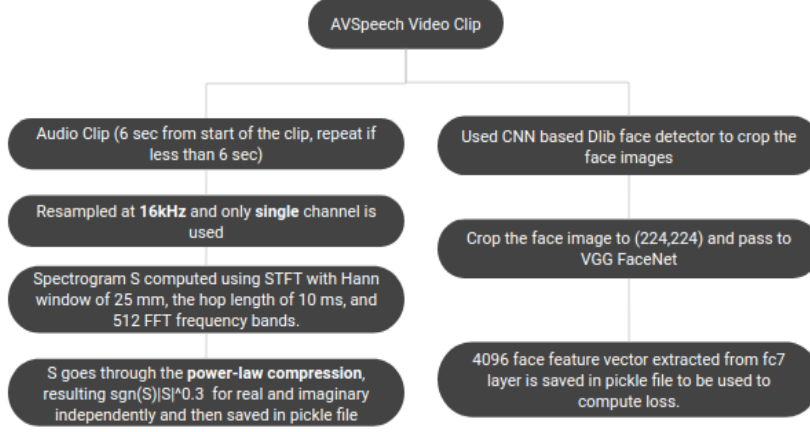 AVSpeech Video Clip
Audio Clip (6 sec from start of the clip, repeat if
less than 6 sec)
Resampled at 16kHz and only single channel is
used
Spectrogram S computed using STFT with Hann
window of 25 mm, the hop length of 10 ms, and
512 FFT frequency bands.
S goes through the power-law compression,
resulting sgn(S)|S|^0.3 for real and imaginary
independently and then saved in pickle file
Used CNN based Dlib face detector to crop the
face images
Crop the face image to (224,224) and pass to
VGG FaceNet
4096 face feature vector extracted from fc7
layer is saved in pickle file to be used to
compute loss.